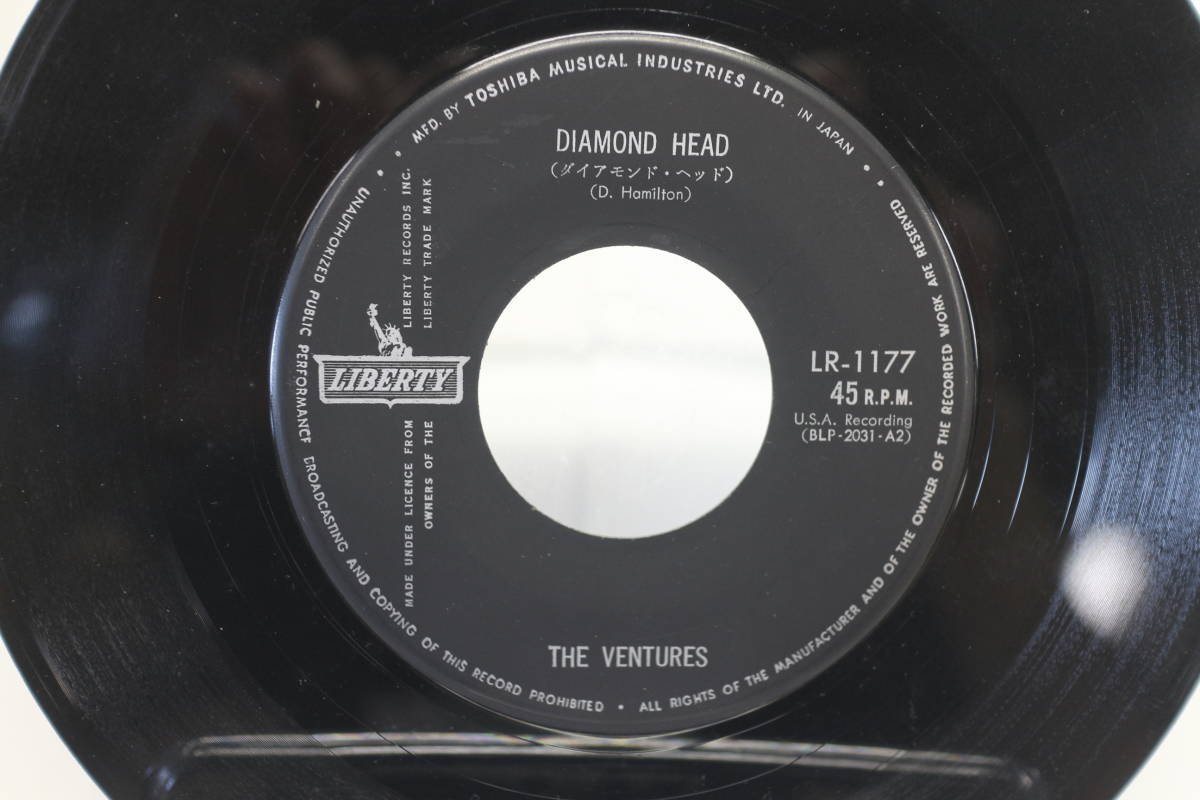 MFD. BY TOSHIBA MUSICAL INDUSTRIES LTD. IN JAPAN
DIAMOND HEAD
(ダイアモンド・ヘッド)
(D. Hamilton)
LIBERTY RECORDS INC.
LIBERTY TRADE MARK
LIBERTY
MADE UNDER LICENCE FROM
OWNERS OF THE
LR-1177
45 R.P.M.
U.S.A. Recording
(BLP-2031-A2)
THE VENTURES
UNAUTHORIZED PUBLIC PERFORMANCE BROADCASTING AND COPYING OF THIS RECORD PROHIBITED • ALL RIGHTS OF THE MANUFACTURER AND OF THE OWNER OF THE RECORDED WORK ARE RESERVED